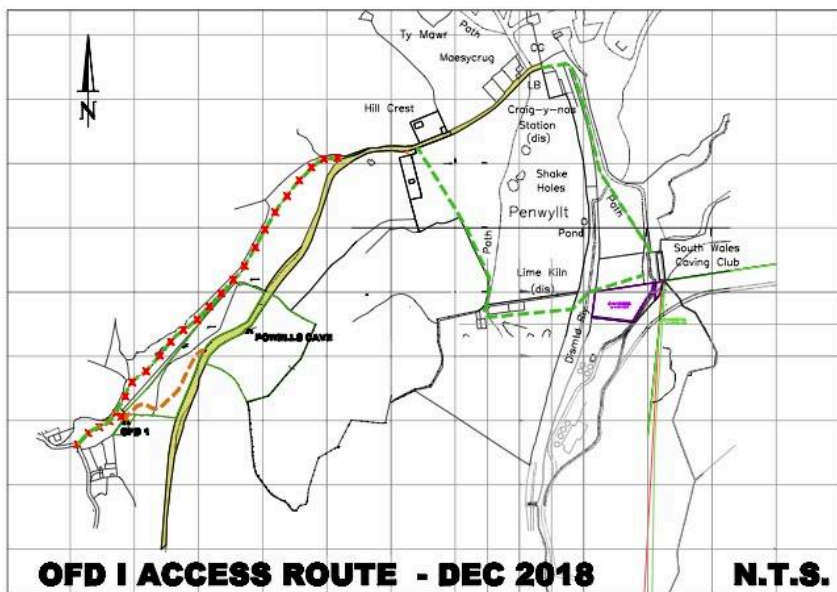 Path
Ty Mawr
Maesycrug
CG
LB
Hill Crest
Craig-y-nos
Station
(dis)
Shake
Holes
Path
Penwyllt
Pond
Path
South Wales
Caving Club
Lime Kiln
(dis)
Dismtd Rly
POWELLS CAVE
OFD 1
N
OFD I ACCESS ROUTE - DEC 2018
N.T.S.